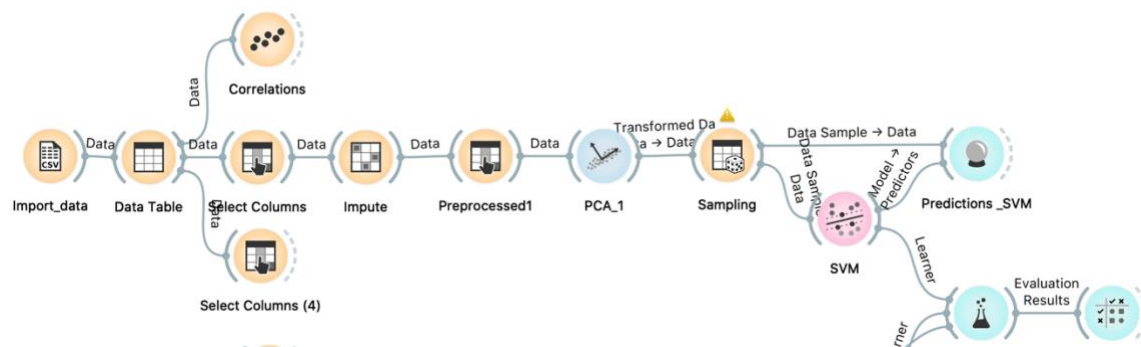 Data
Correlations
CSV
Data
Data
Data
Data
Data
Transformed Da
a → Data
Data Sample → Data
Data Sample
Data
Model →
Predictors
Import_data
Data Table
Select Columns
Impute
Preprocessed1
PCA_1
Sampling
Predictions _SVM
Data
SVM
Learner
Select Columns (4)
Evaluation
Results
rner